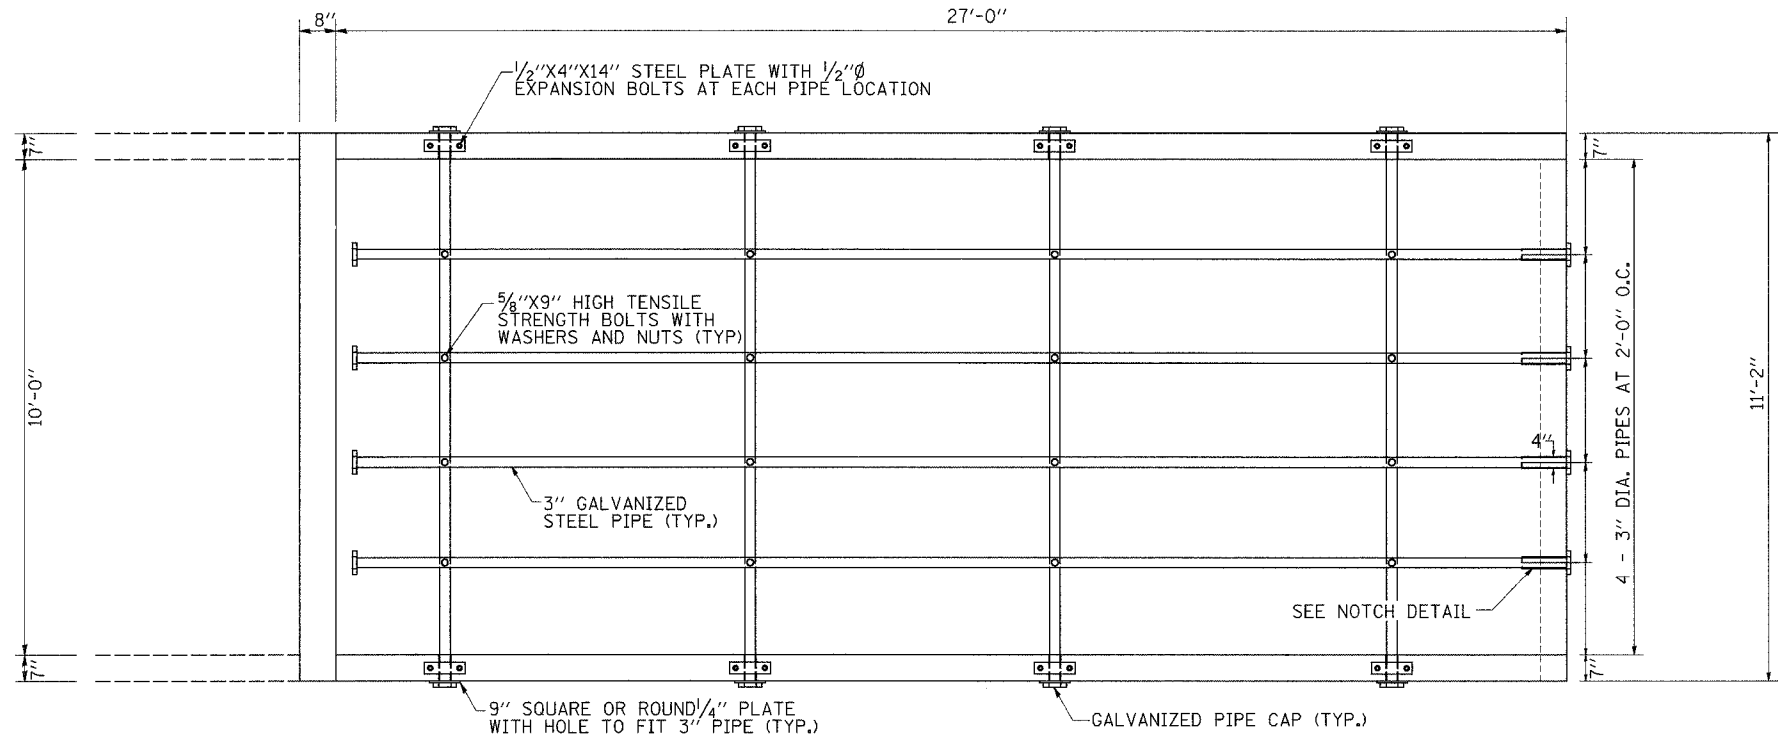 8"
27'-0"
1/2"X4"X14" STEEL PLATE WITH 1/2"Ø
EXPANSION BOLTS AT EACH PIPE LOCATION
7"
7"
5/8"X9" HIGH TENSILE
STRENGTH BOLTS WITH
WASHERS AND NUTS (TYP)
10'-0"
4 - 3" DIA. PIPES AT 2'-0" O.C.
11'-2"
4"
3" GALVANIZED
STEEL PIPE (TYP.)
SEE NOTCH DETAIL
7"
7"
9" SQUARE OR ROUND 1/4" PLATE
WITH HOLE TO FIT 3" PIPE (TYP.)
GALVANIZED PIPE CAP (TYP.)